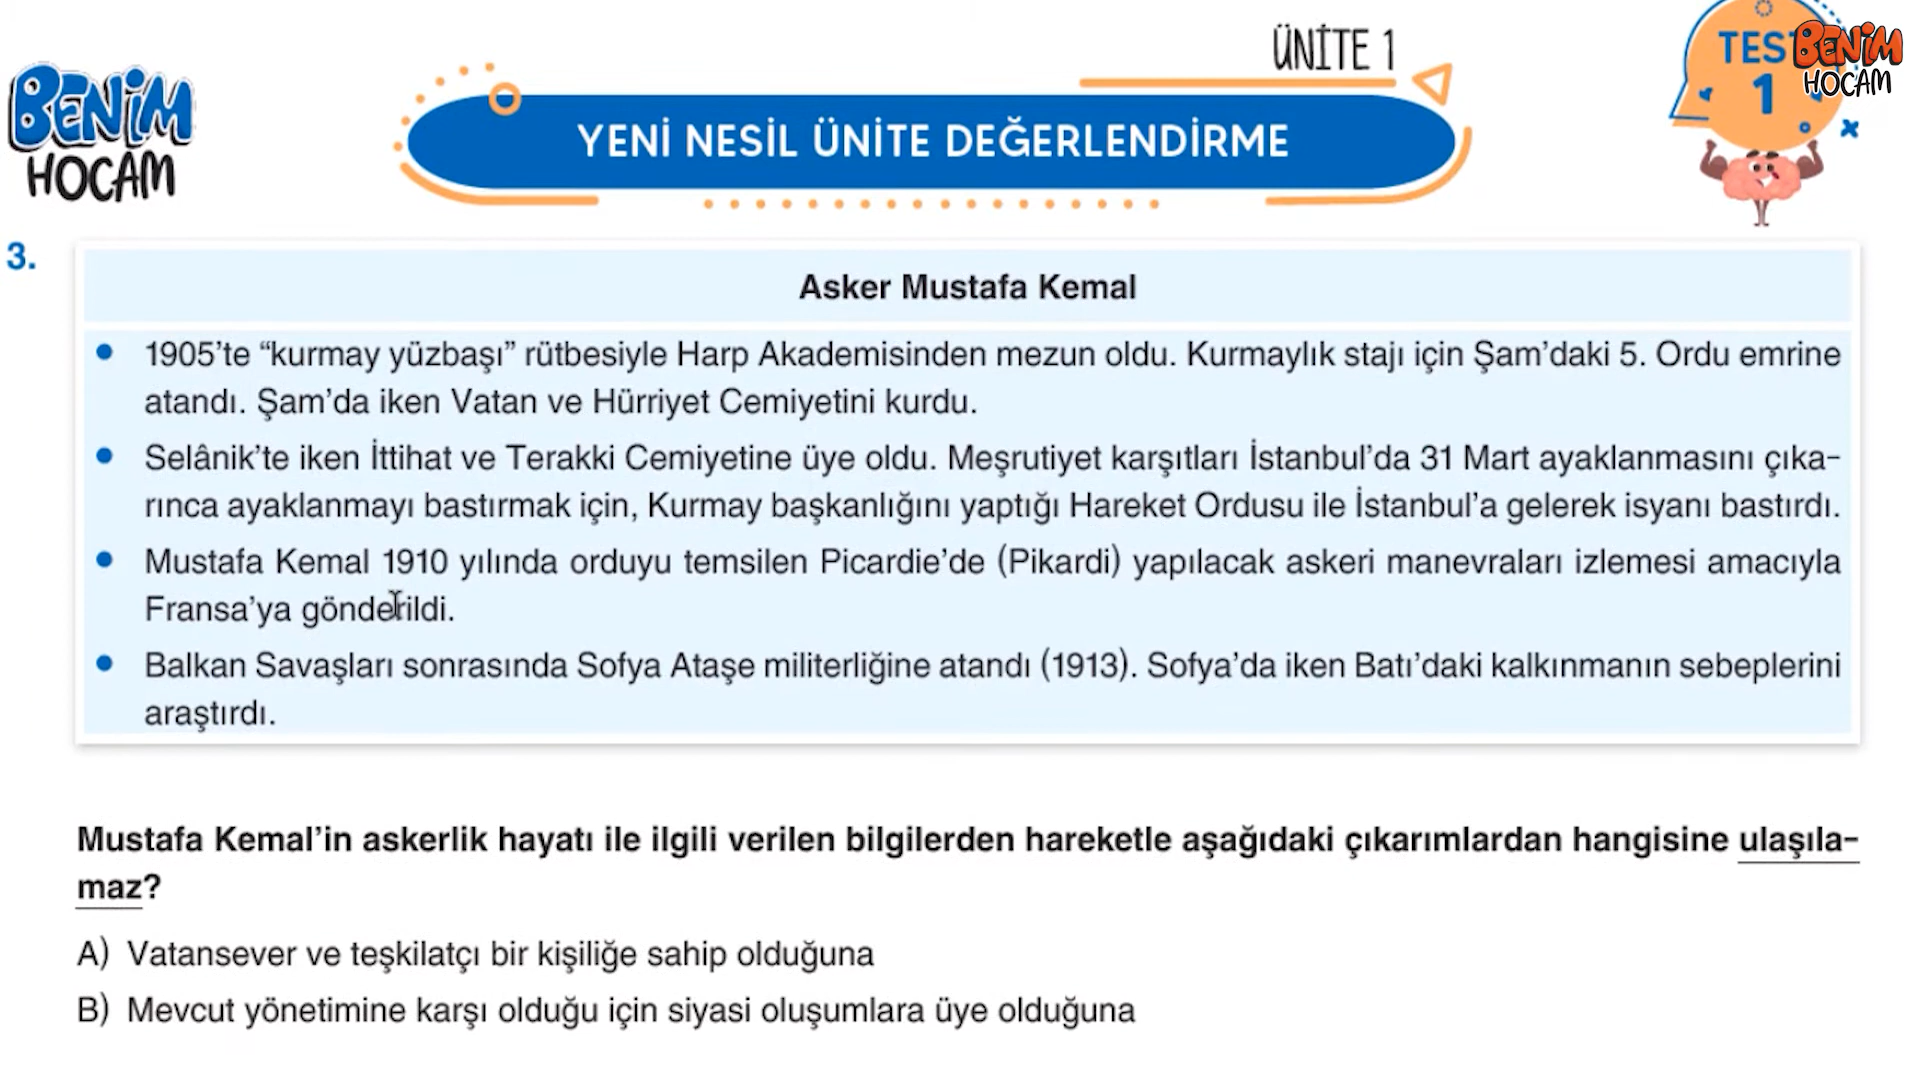 ÜNİTE 1
TEST
1
BENİM
HOCAM
BENİM
HOCAM
YENİ NESİL ÜNİTE DEĞERLENDİRME
3.
Asker Mustafa Kemal
• 1905’te “kurmay yüzbaşı” rütbesiyle Harp Akademisinden mezun oldu. Kurmaylık stajı için Şam’daki 5. Ordu emrine
atandı. Şam’da iken Vatan ve Hürriyet Cemiyetini kurdu.
• Selânik’te iken İttihat ve Terakki Cemiyetine üye oldu. Meşrutiyet karşıtları İstanbul’da 31 Mart ayaklanmasını çıka-
rınca ayaklanmayı bastırmak için, Kurmay başkanlığını yaptığı Hareket Ordusu ile İstanbul’a gelerek isyanı bastırdı.
• Mustafa Kemal 1910 yılında orduyu temsilen Picardie’de (Pikardi) yapılacak askeri manevraları izlemesi amacıyla
Fransa’ya gönderildi.
• Balkan Savaşları sonrasında Sofya Ataşe militerliğine atandı (1913). Sofya’da iken Batı’daki kalkınmanın sebeplerini
araştırdı.
Mustafa Kemal’in askerlik hayatı ile ilgili verilen bilgilerden hareketle aşağıdaki çıkarımlardan hangisine ulaşıla-
maz?
A) Vatansever ve teşkilatçı bir kişiliğe sahip olduğuna
B) Mevcut yönetimine karşı olduğu için siyasi oluşumlara üye olduğuna